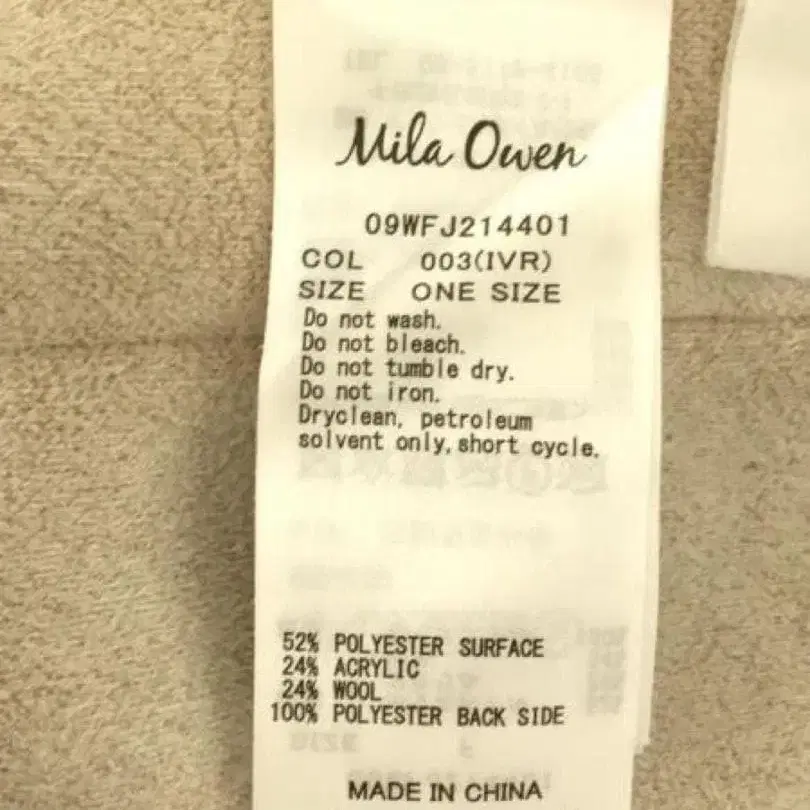 Mila Owen
09WFJ214401
COL 003(IVR)
SIZE ONE SIZE
Do not wash.
Do not bleach.
Do not tumble dry.
Do not iron.
Dryclean, petroleum
solvent only, short cycle.
52% POLYESTER SURFACE
24% ACRYLIC
24% WOOL
100% POLYESTER BACK SIDE
MADE IN CHINA